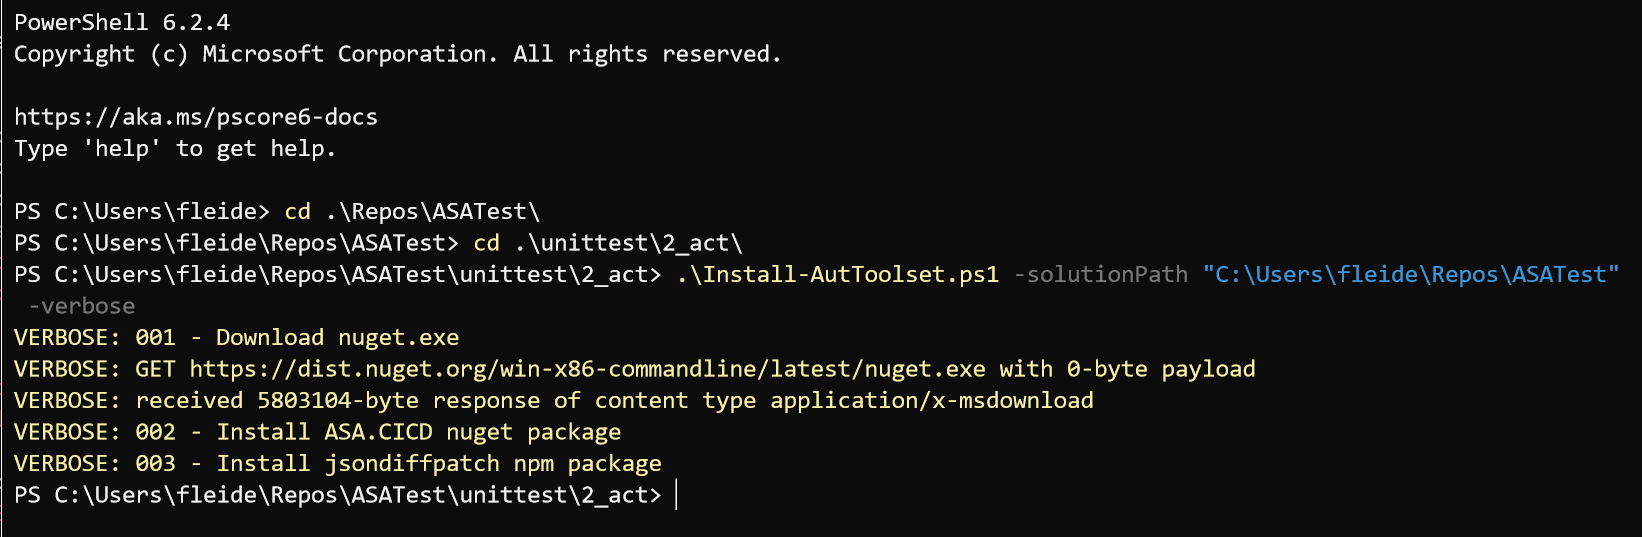 PowerShell 6.2.4
Copyright (c) Microsoft Corporation. All rights reserved.
https://aka.ms/pscore6-docs
Type 'help' to get help.
PS C:\Users\fleide> cd .\Repos\ASATest\
PS C:\Users\fleide\Repos\ASATest> cd .\unittest\2_act\
PS C:\Users\fleide\Repos\ASATest\unittest\2_act> .\Install-AutToolset.ps1 -solutionPath "C:\Users\fleide\Repos\ASATest"
-verbose
VERBOSE: 001 - Download nuget.exe
VERBOSE: GET https://dist.nuget.org/win-x86-commandline/latest/nuget.exe with 0-byte payload
VERBOSE: received 5803104-byte response of content type application/x-msdownload
VERBOSE: 002 - Install ASA.CICD nuget package
VERBOSE: 003 - Install jsondiffpatch npm package
PS C:\Users\fleide\Repos\ASATest\unittest\2_act>